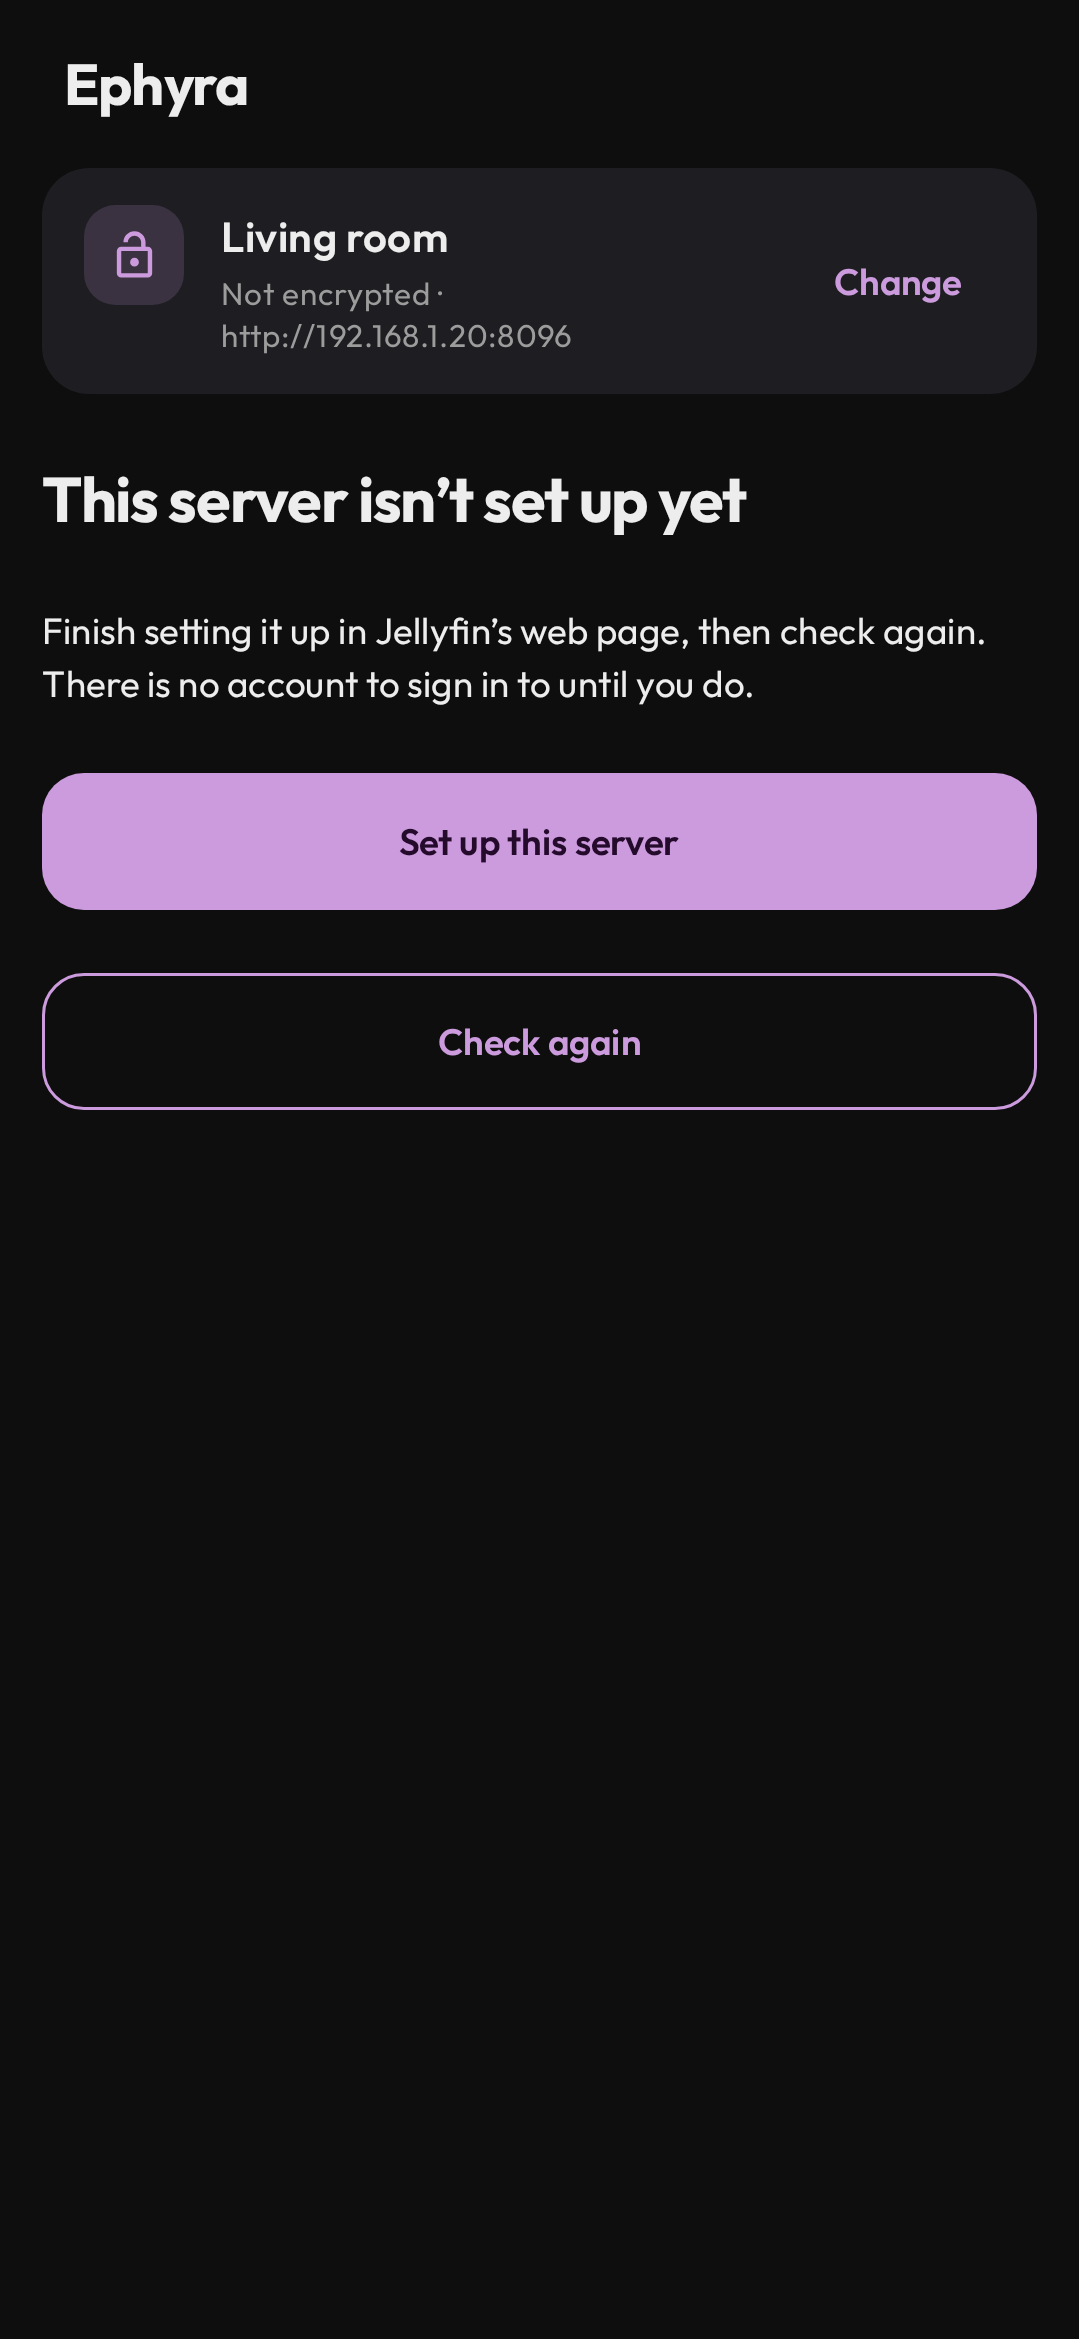 Ephyra
Living room
Not encrypted ·
http://192.168.1.20:8096
Change
This server isn’t set up yet
Finish setting it up in Jellyfin’s web page, then check again.
There is no account to sign in to until you do.
Set up this server
Check again